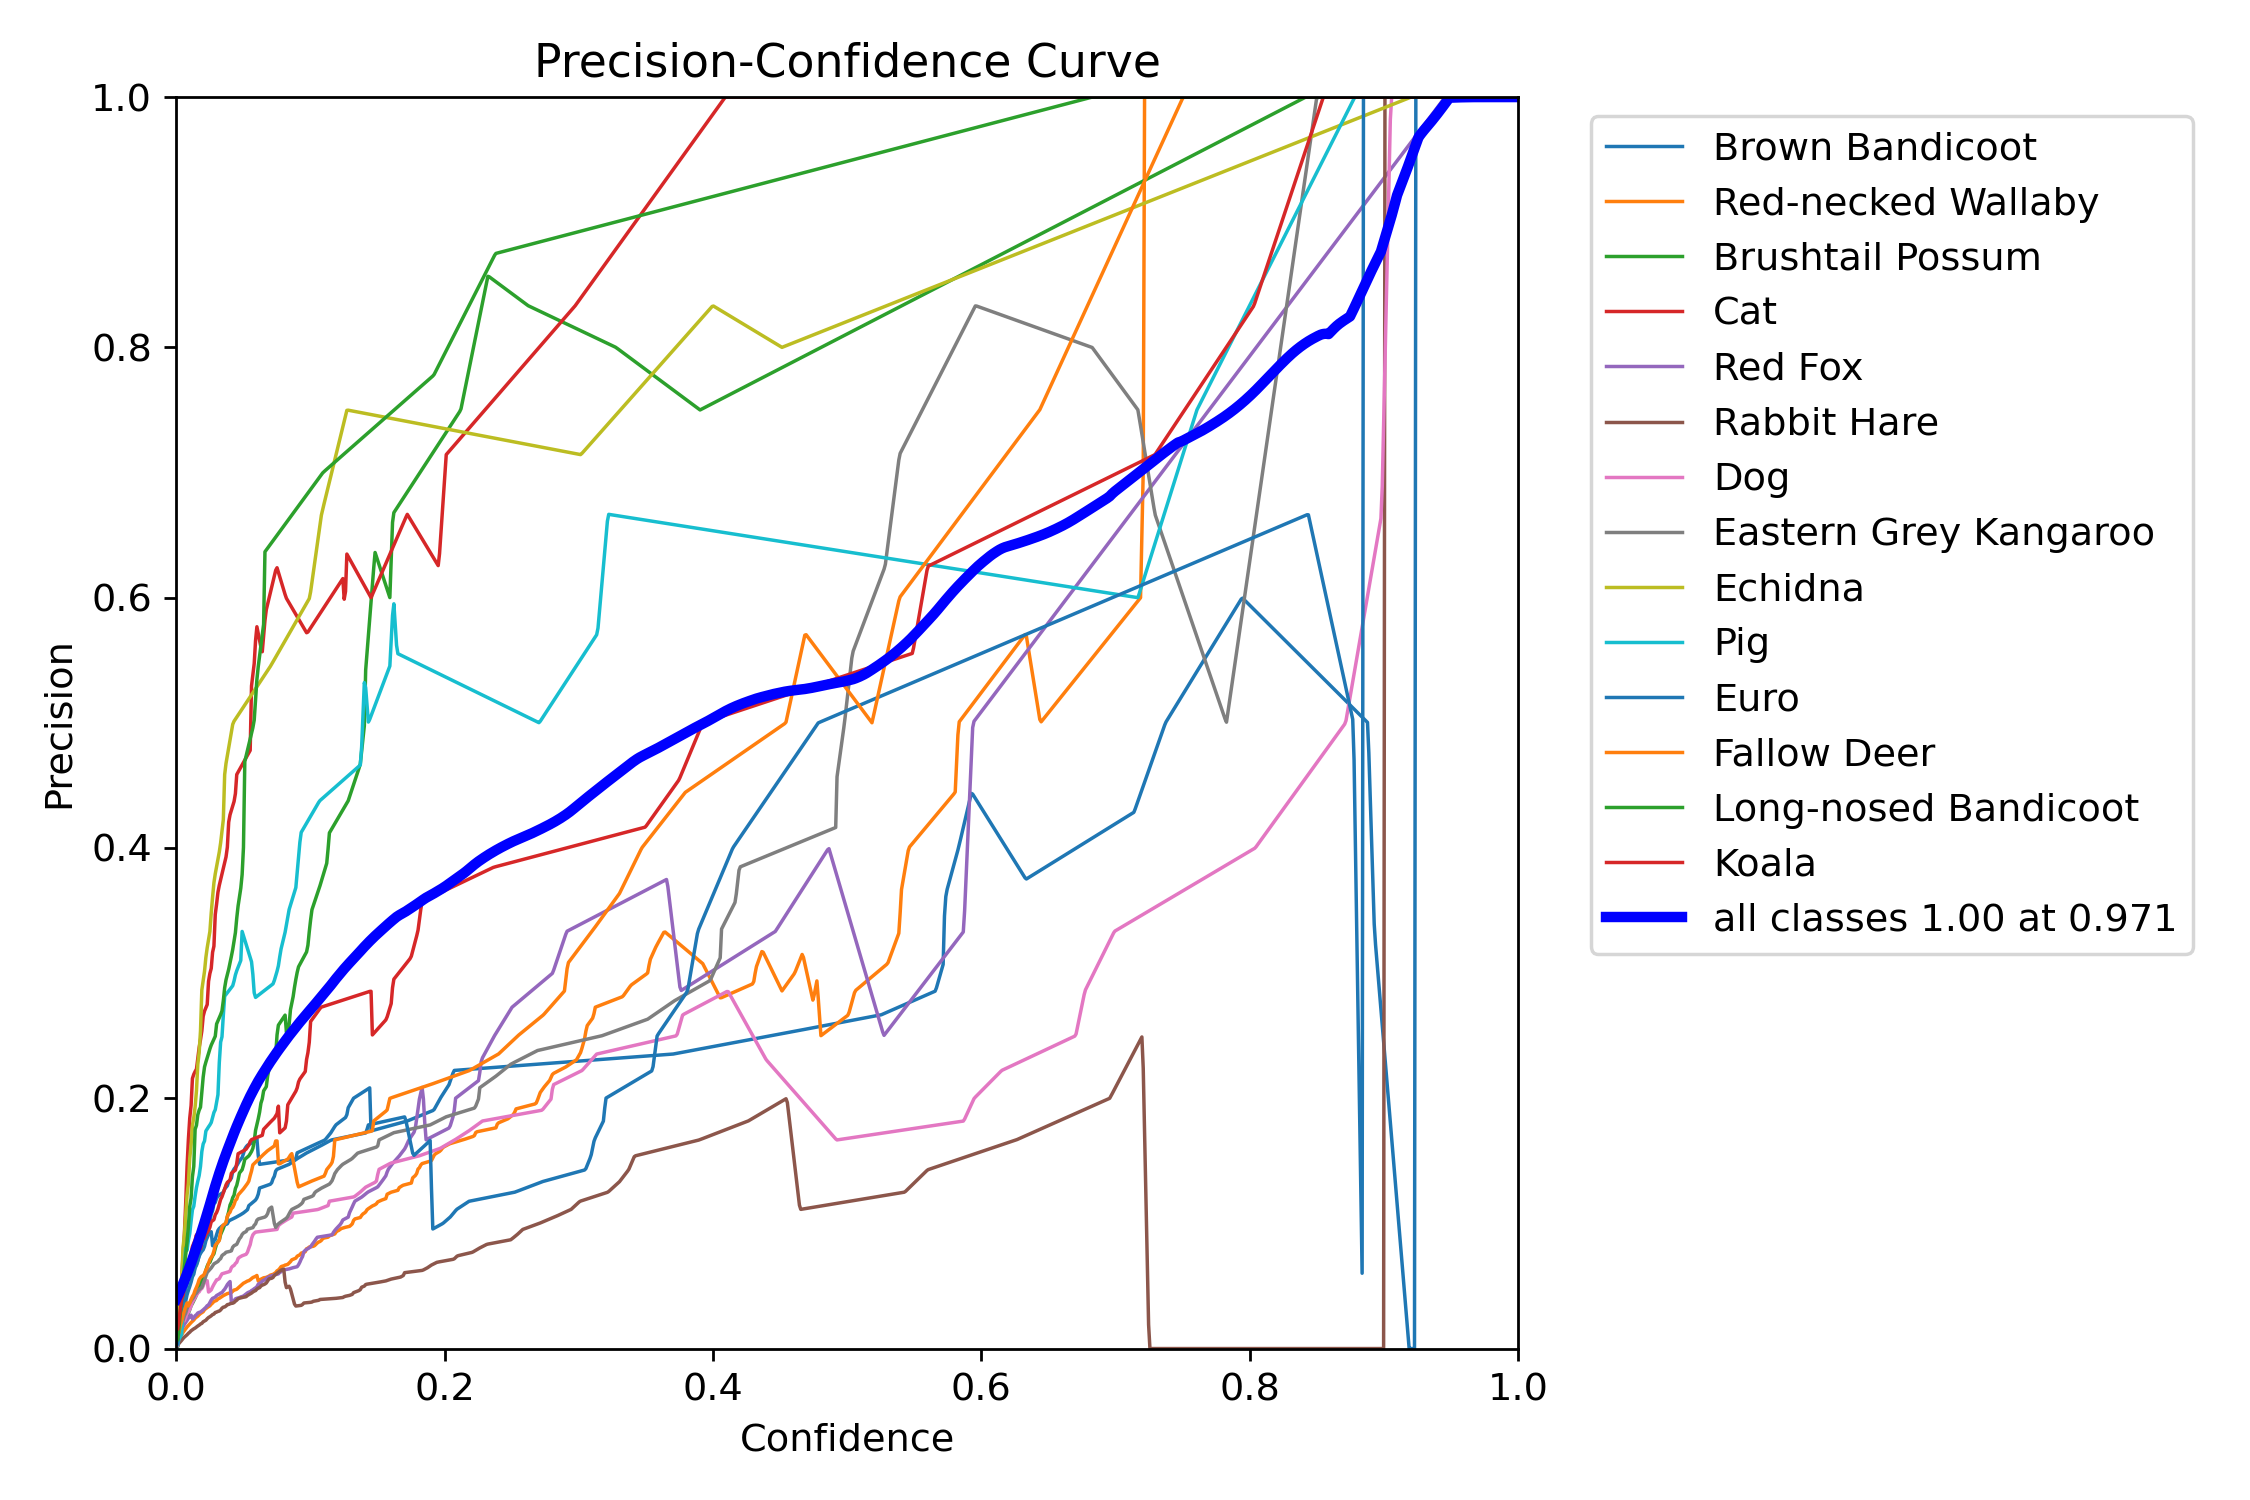 Precision-Confidence Curve
1.0
0.8
0.6
0.4
0.2
0.0
Precision
0.0 0.2 0.4 0.6 0.8 1.0
Confidence
Brown Bandicoot
Red-necked Wallaby
Brushtail Possum
Cat
Red Fox
Rabbit Hare
Dog
Eastern Grey Kangaroo
Echidna
Pig
Euro
Fallow Deer
Long-nosed Bandicoot
Koala
all classes 1.00 at 0.971